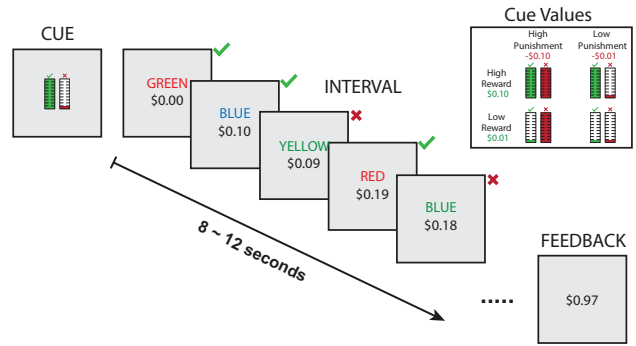 CUE
GREEN
$0.00
BLUE
$0.10
YELLOW
$0.09
RED
$0.19
BLUE
$0.18
INTERVAL
8 ~ 12 seconds
.....
FEEDBACK
$0.97
Cue Values
High
Punishment
-$0.10
Low
Punishment
-$0.01
High
Reward
$0.10
Low
Reward
$0.01